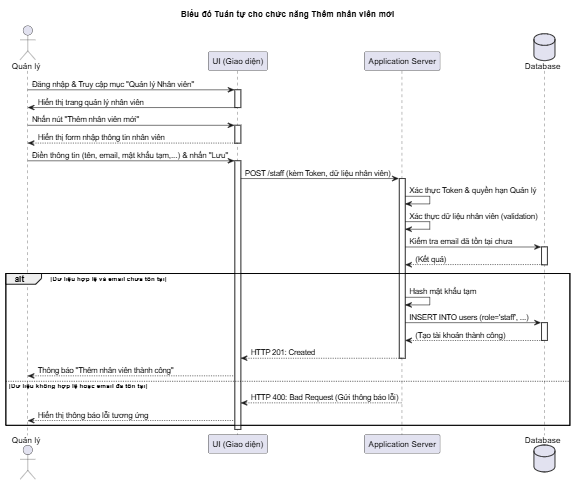 Biểu đồ Tuần tự cho chức năng Thêm nhân viên mới
Quản lý
UI (Giao diện)
Application Server
Database
Đăng nhập & Truy cập mục "Quản lý Nhân viên"
Hiển thị trang quản lý nhân viên
Nhấn nút "Thêm nhân viên mới"
Hiển thị form nhập thông tin nhân viên
Điền thông tin (tên, email, mật khẩu tạm,...) & nhấn "Lưu"
POST /staff (kèm Token, dữ liệu nhân viên)
Xác thực Token & quyền hạn Quản lý
Xác thực dữ liệu nhân viên (validation)
Kiểm tra email đã tồn tại chưa
(Kết quả)
alt
[Dữ liệu hợp lệ và email chưa tồn tại]
Hash mật khẩu tạm
INSERT INTO users (role='staff', ...)
(Tạo tài khoản thành công)
HTTP 201: Created
Thông báo "Thêm nhân viên thành công"
[Dữ liệu không hợp lệ hoặc email đã tồn tại]
HTTP 400: Bad Request (Gửi thông báo lỗi)
Hiển thị thông báo lỗi tương ứng
Quản lý
UI (Giao diện)
Application Server
Database